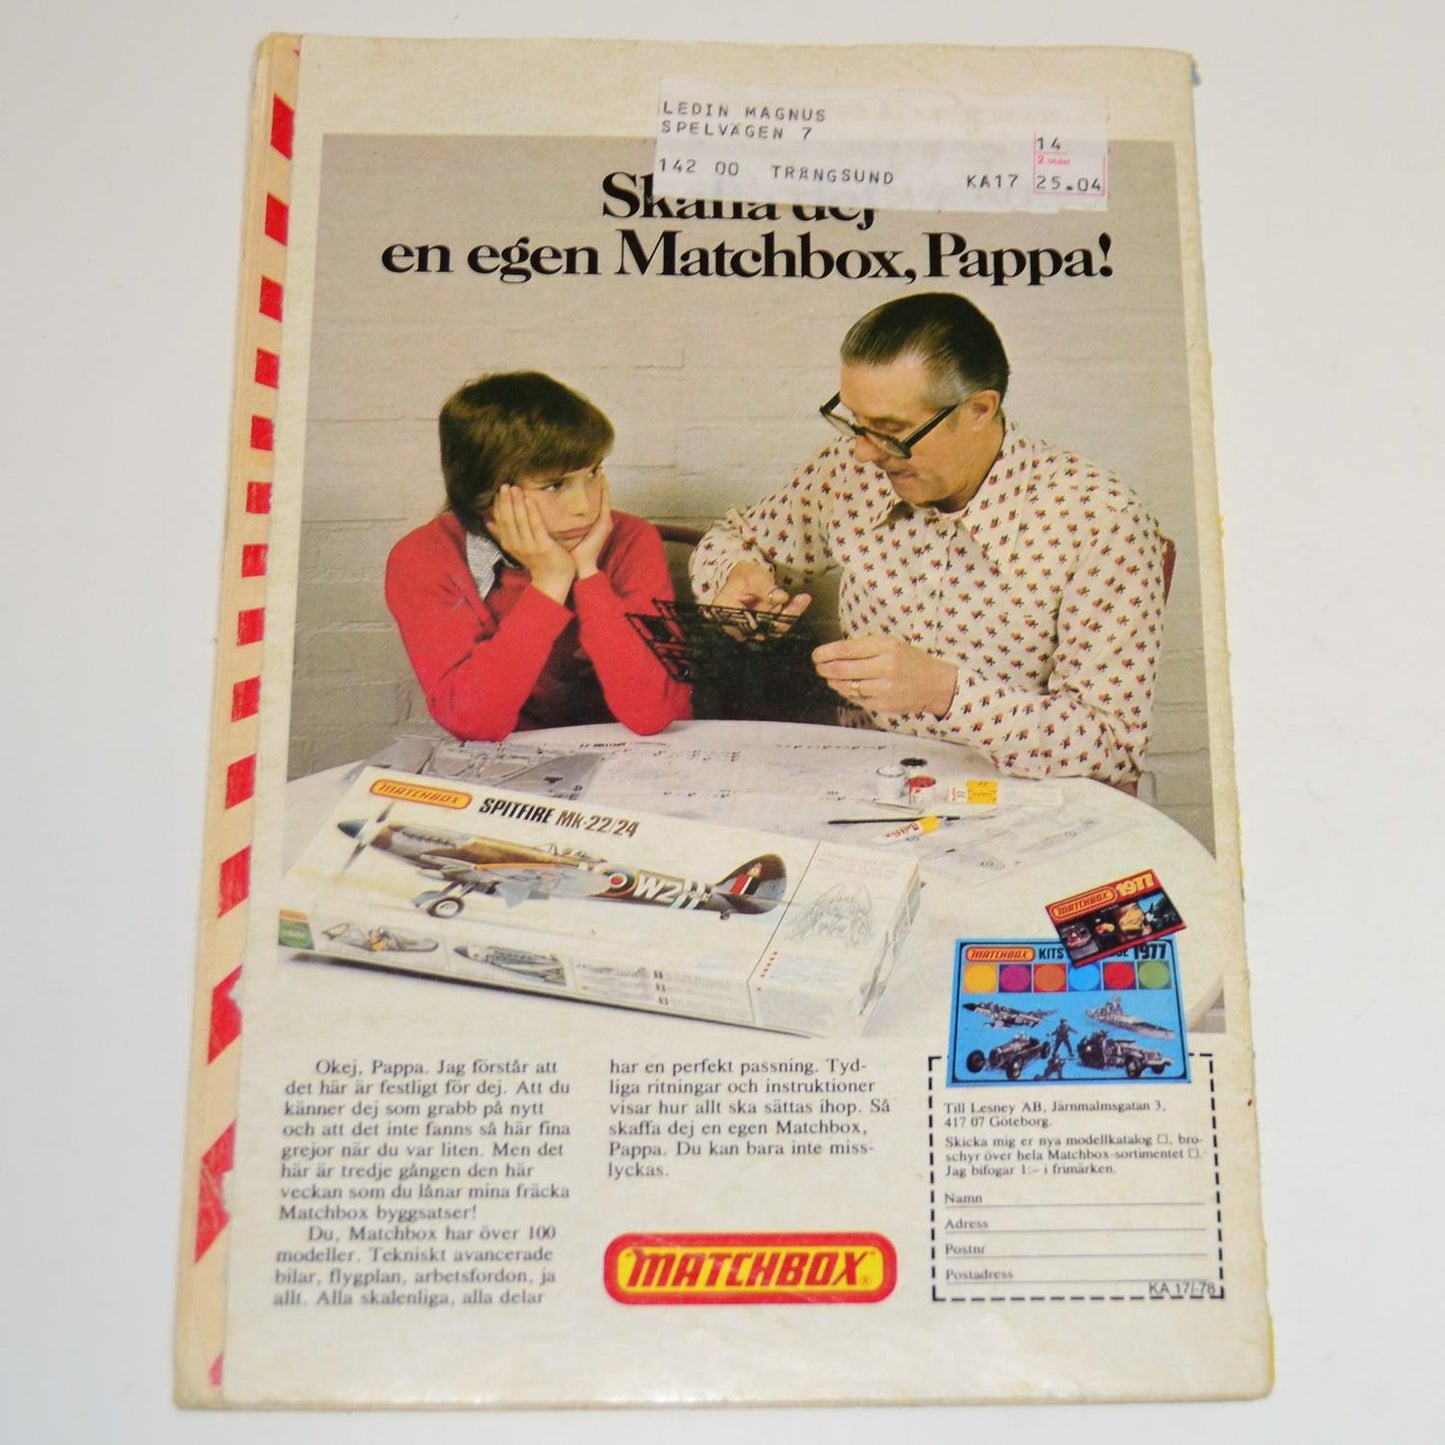 LEDIN MAGNUS
SPELVÄGEN 7
14
142 00 TRÅNGSUND KA17 25.04
Skaffa dej
en egen Matchbox, Pappa!
MATCHBOX SPITFIRE MK·22/24
W2
MATCHBOX 1977
MATCHBOX KITS 1977
Okej, Pappa. Jag förstår att
det här är festligt för dej. Att du
känner dej som grabb på nytt
och att det inte fanns så här fina
grejor när du var liten. Men det
här är tredje gången den här
veckan som du lånar mina fräcka
Matchbox byggsatser!
Du, Matchbox har över 100
modeller. Tekniskt avancerade
bilar, flygplan, arbetsfordon, ja
allt. Alla skalenliga, alla delar
har en perfekt passning. Tyd-
liga ritningar och instruktioner
visar hur allt ska sättas ihop. Så
skaffa dej en egen Matchbox,
Pappa. Du kan bara inte miss-
lyckas.
"MATCHBOX"®
Till Lesney AB, Järnmalmsgatan 3,
417 07 Göteborg.
Skicka mig er nya modellkatalog ☐, bro-
schyr över hela Matchbox-sortimentet ☐.
Jag bifogar 1:– i frimärken.
Namn
Adress
Postnr
Postadress
KA 17/-78